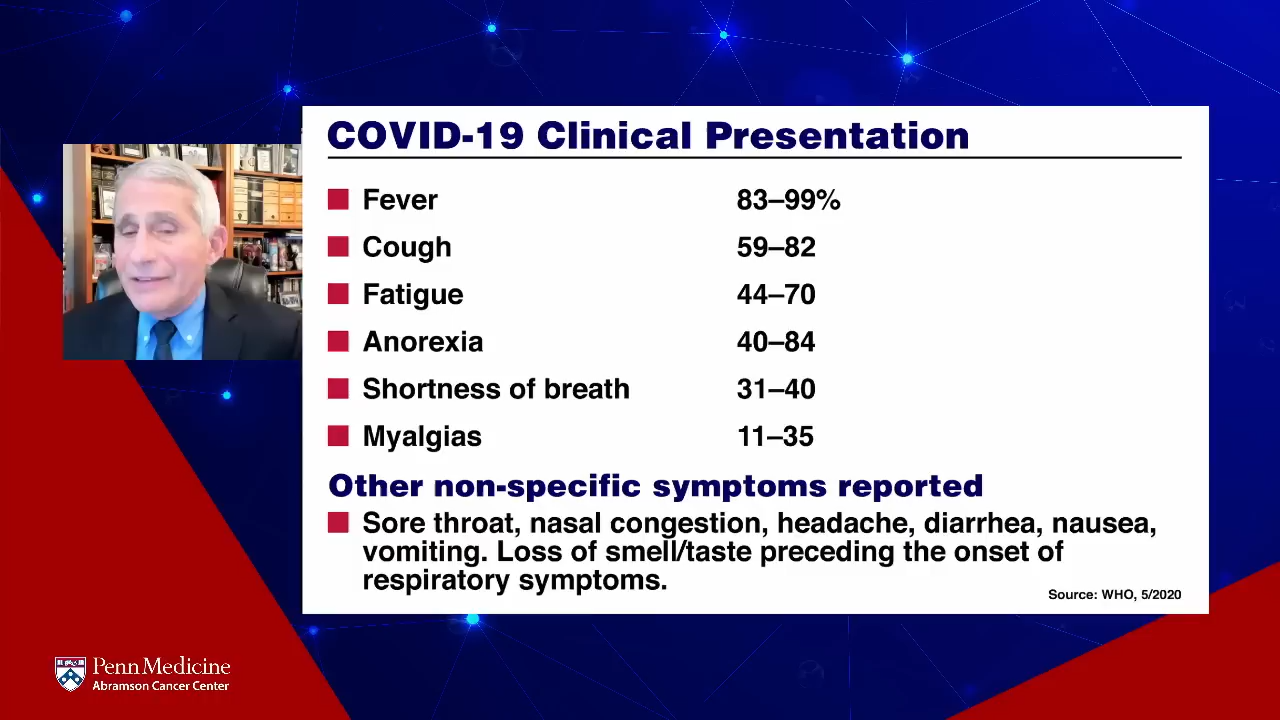 COVID-19 Clinical Presentation
Fever 83–99%
Cough 59–82
Fatigue 44–70
Anorexia 40–84
Shortness of breath 31–40
Myalgias 11–35
Other non-specific symptoms reported
Sore throat, nasal congestion, headache, diarrhea, nausea,
vomiting. Loss of smell/taste preceding the onset of
respiratory symptoms.
Source: WHO, 5/2020
Penn Medicine
Abramson Cancer Center